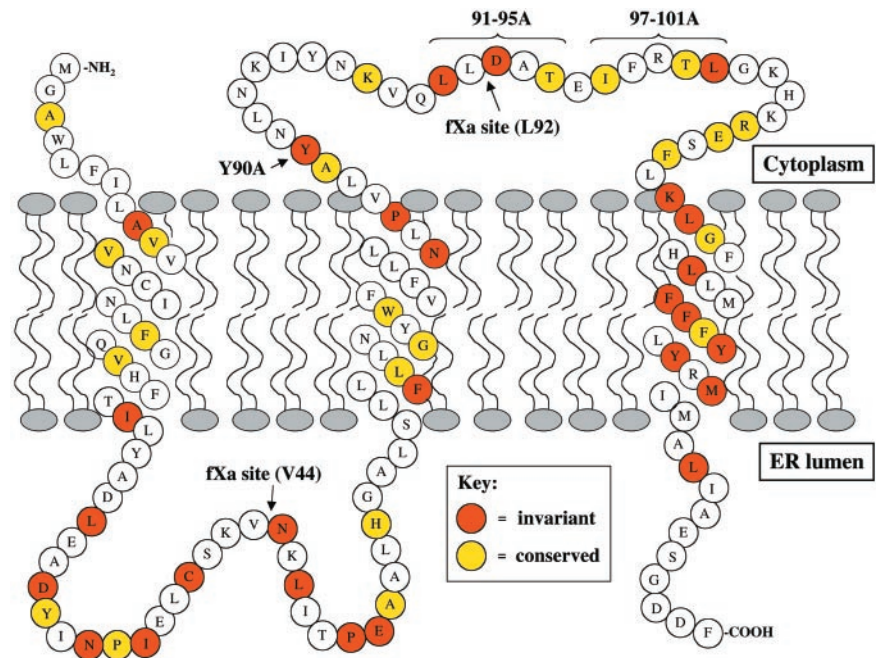 91-95A
97-101A
M -NH₂
G
A
W
L
F
I
L
A V V
V N C I
N L F G
Q V H F
T I L
Y
A
D
L
E
A
D
Y
I N P I E L C S K V N K L I T P E A
A
L
H
G
A
L
S
L L
N L L F
F W Y G
L L F V
P L N
V
L
A
Y
N
L
N
K I Y N K V Q L L D A T E I F R T L G K H
K R E S F L
K L G F
H L L M
F F F Y
L Y R M
I M
A
L
I
A
E
S
G
D
D
F -COOH
fXa site (L92)
Y90A
Cytoplasm
ER lumen
fXa site (V44)
Key:
= invariant
= conserved